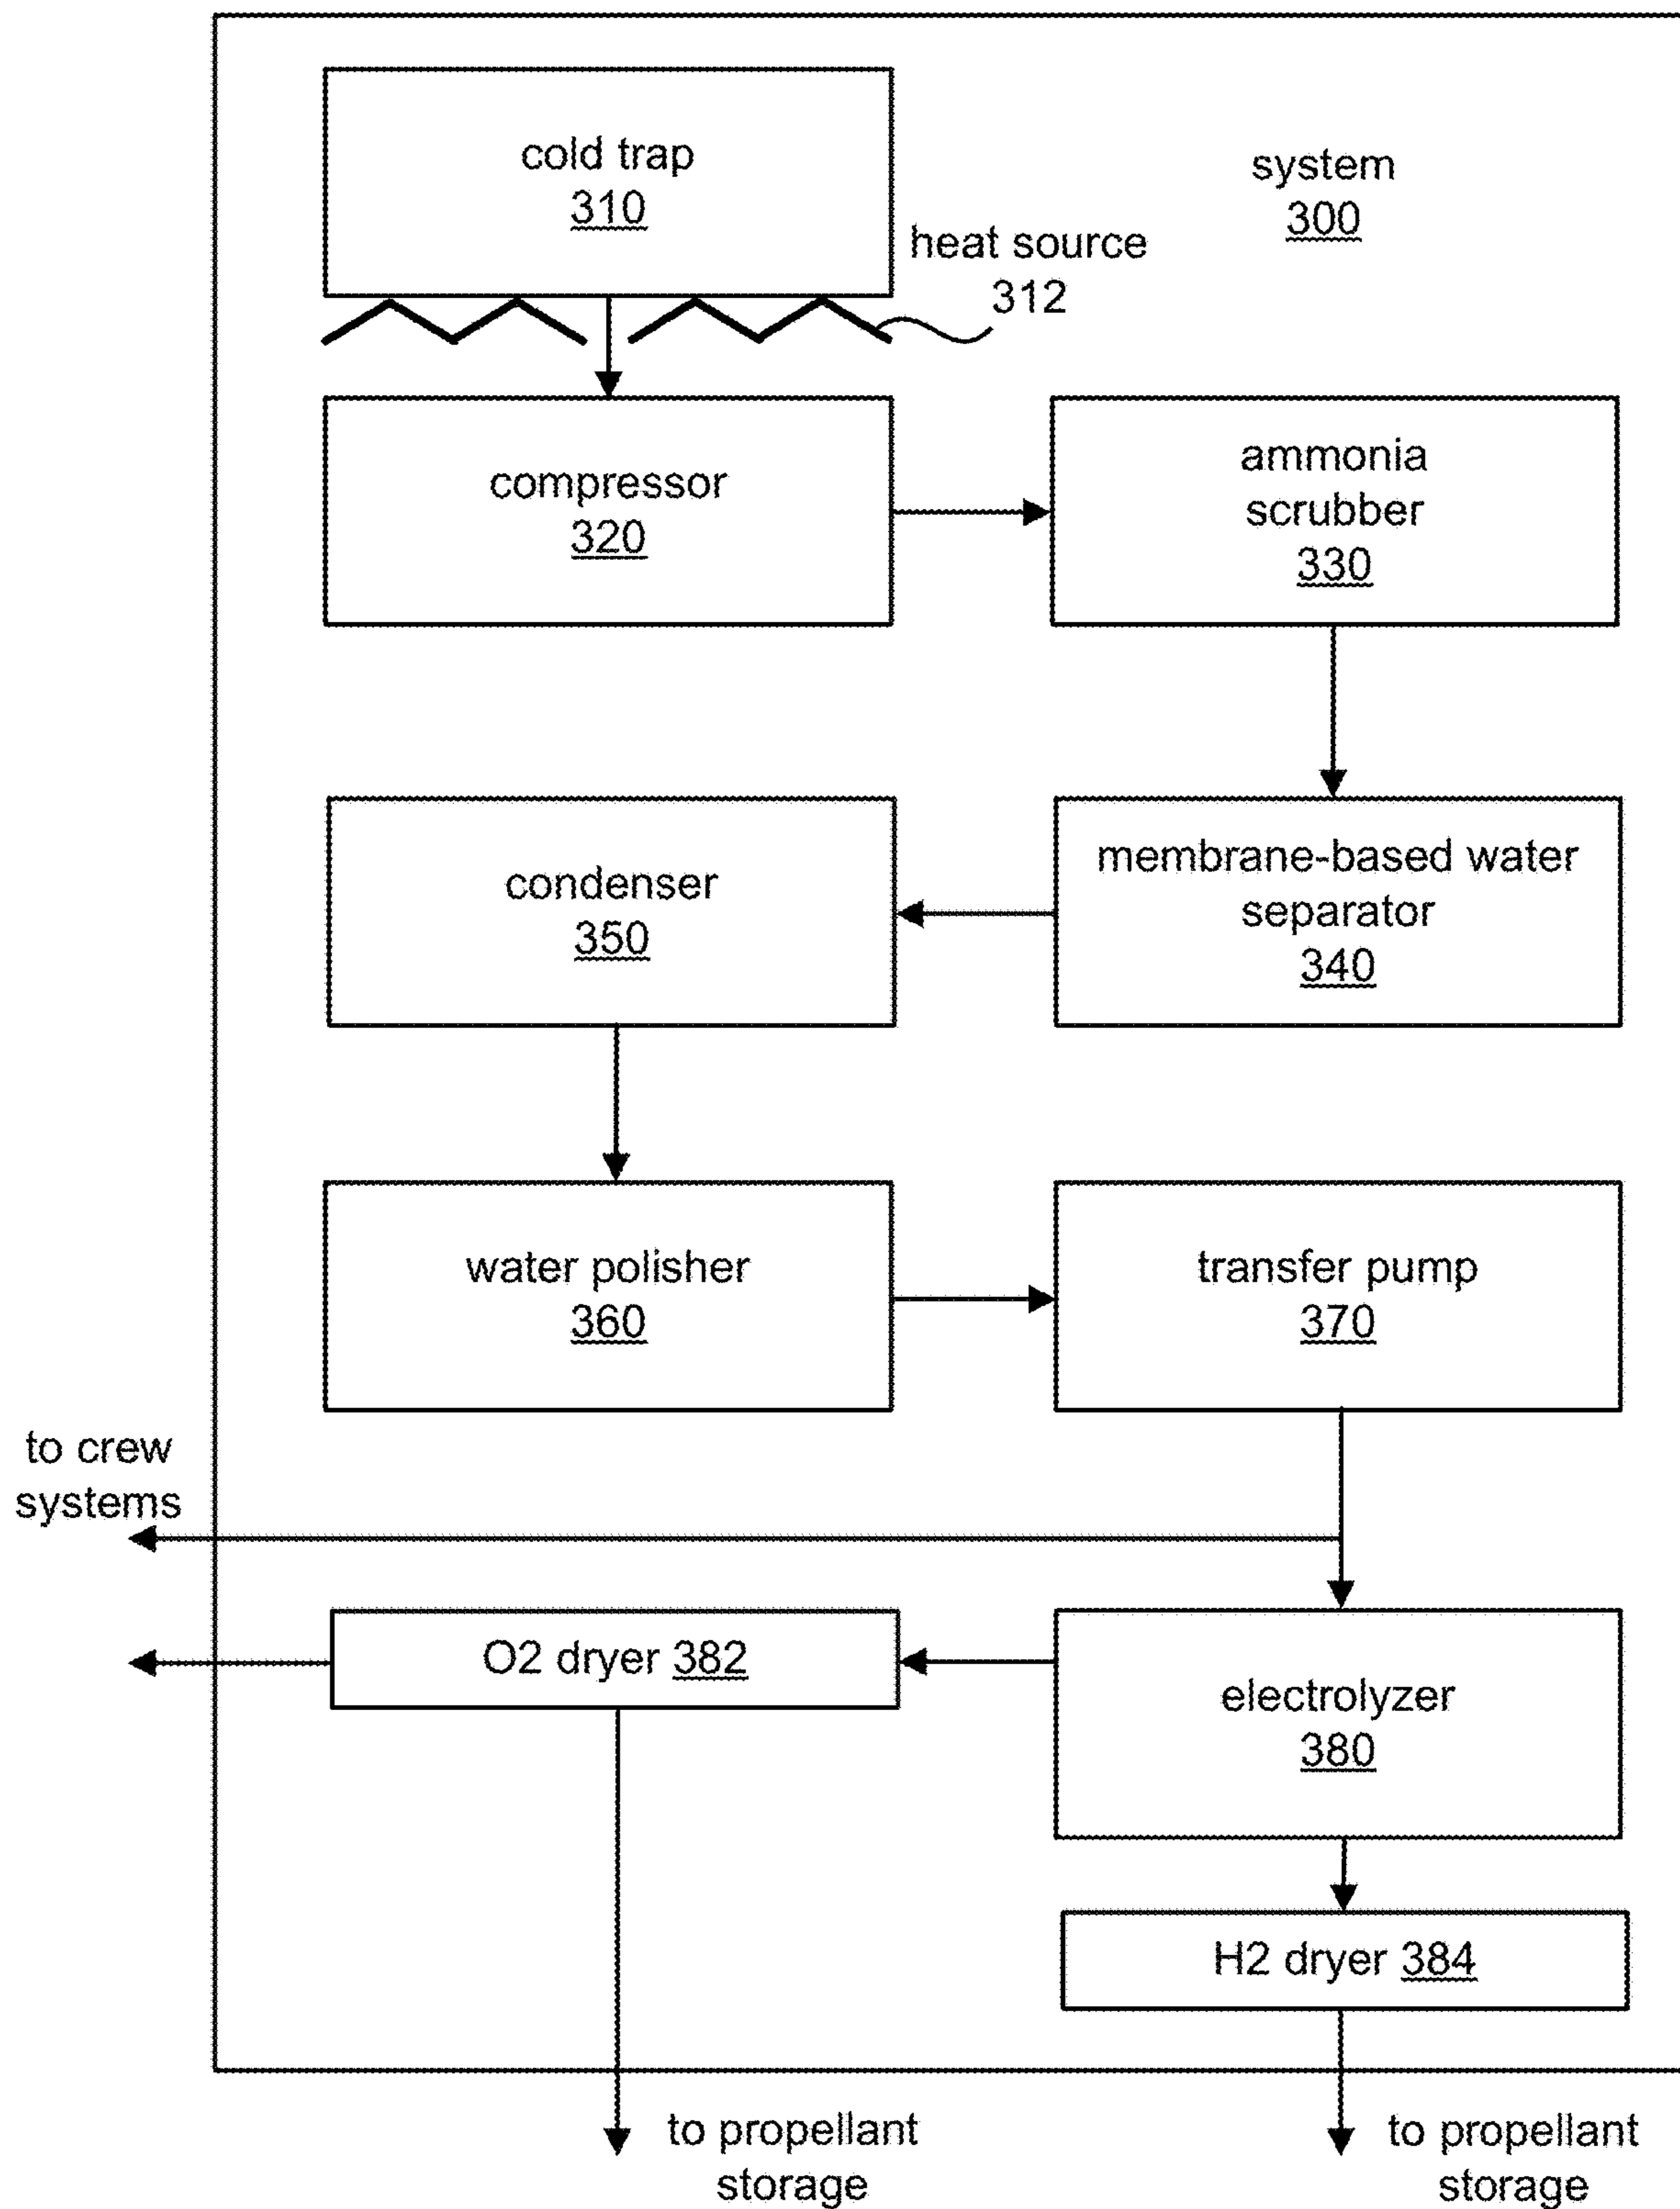 cold trap
310
system
300
heat source
312
compressor
320
ammonia
scrubber
330
condenser
350
membrane-based water
separator
340
water polisher
360
transfer pump
370
to crew
systems
O2 dryer 382
electrolyzer
380
H2 dryer 384
to propellant
storage
to propellant
storage